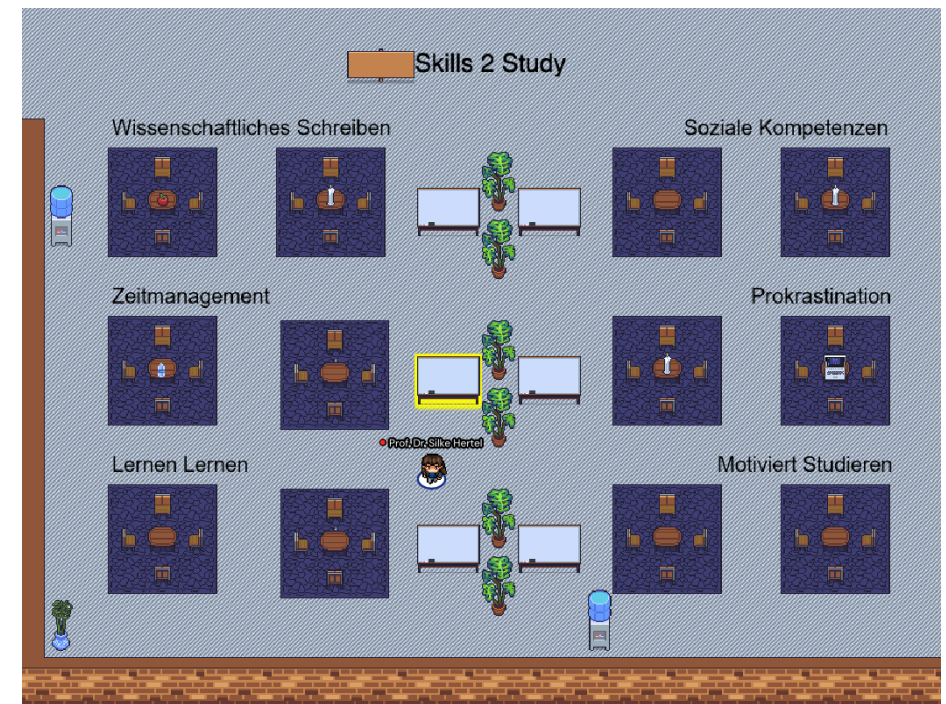 Skills 2 Study
Wissenschaftliches Schreiben
Soziale Kompetenzen
Zeitmanagement
Prokrastination
Prof. Dr. Silke Hertel
Lernen Lernen
Motiviert Studieren